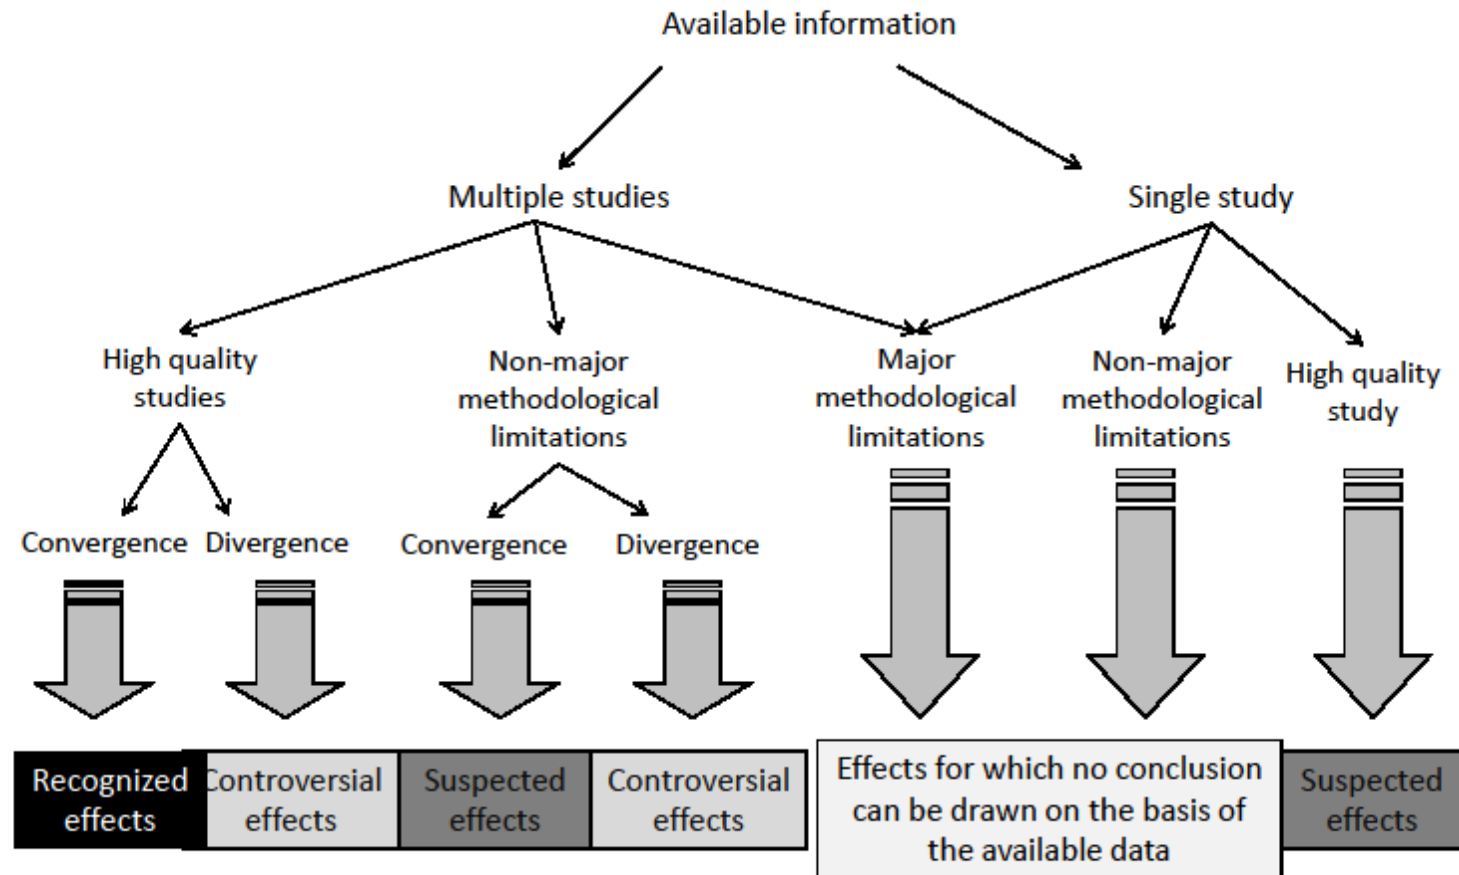 Available information
Multiple studies
Single study
High quality
studies
Non-major
methodological
limitations
Major
methodological
limitations
Non-major
methodological
limitations
High quality
study
Convergence
Divergence
Convergence
Divergence
Recognized
effects
Controversial
effects
Suspected
effects
Controversial
effects
Effects for which no conclusion
can be drawn on the basis of
the available data
Suspected
effects